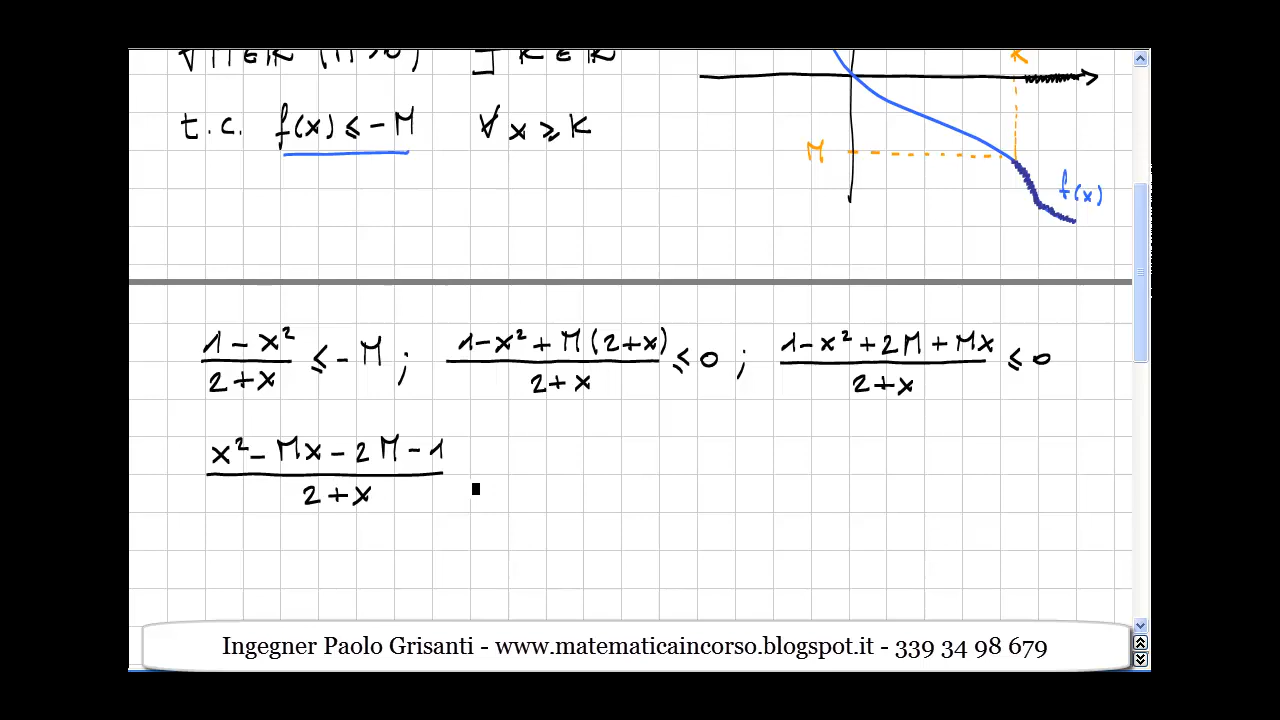 ∀M∈ℝ (M>0) ∃ K∈ℝ
t.c. f(x) ≤ -M ∀ x ≥ K
K
M
f(x)
(1-x²)/(2+x) ≤ -M ; (1-x²+M(2+x))/(2+x) ≤ 0 ; (1-x²+2M+Mx)/(2+x) ≤ 0
(x²-Mx-2M-1)/(2+x)
Ingegner Paolo Grisanti - www.matematicaincorso.blogspot.it - 339 34 98 679